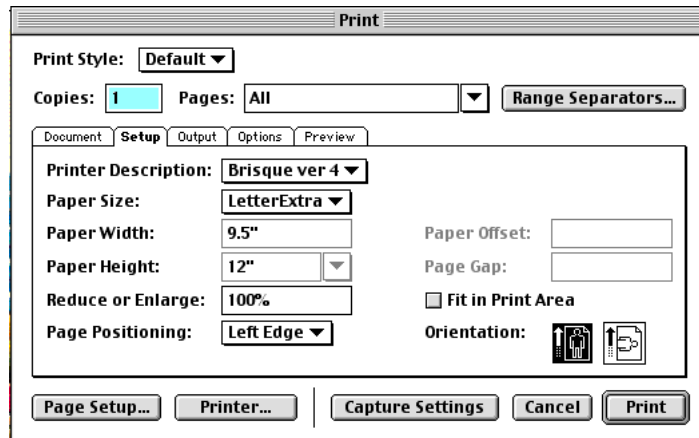 Print
Print Style: Default
Copies: 1 Pages: All Range Separators...
Document Setup Output Options Preview
Printer Description: Brisque ver 4
Paper Size: LetterExtra
Paper Width: 9.5" Paper Offset:
Paper Height: 12" Page Gap:
Reduce or Enlarge: 100% Fit in Print Area
Page Positioning: Left Edge Orientation:
Page Setup... Printer... Capture Settings Cancel Print